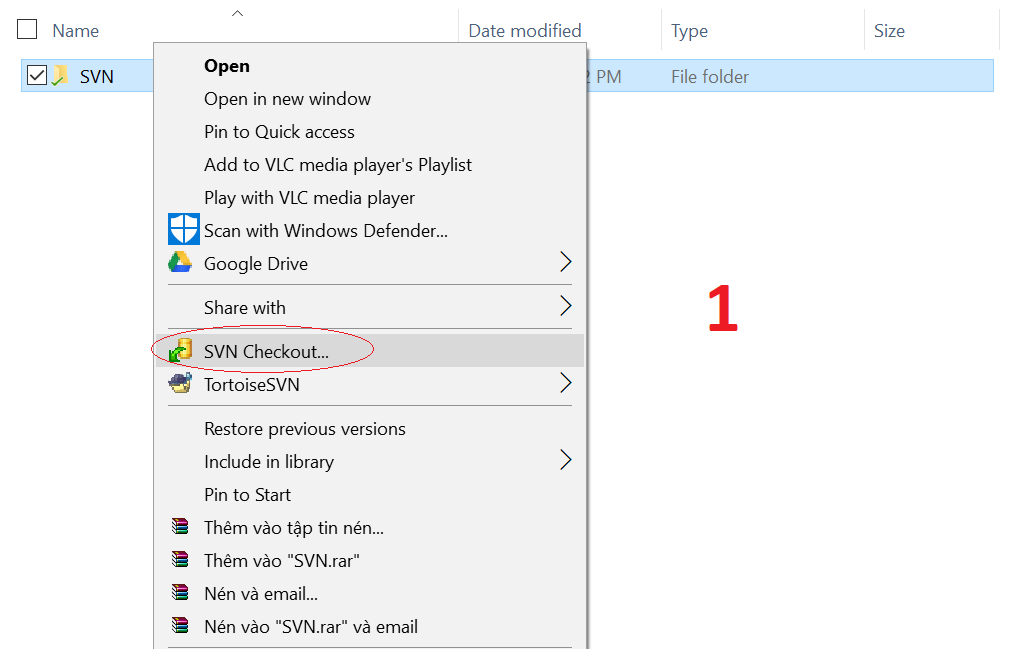 Name Date modified Type Size
SVN PM File folder
Open
Open in new window
Pin to Quick access
Add to VLC media player's Playlist
Play with VLC media player
Scan with Windows Defender...
Google Drive
Share with
1
SVN Checkout...
TortoiseSVN
Restore previous versions
Include in library
Pin to Start
Thêm vào tập tin nén...
Thêm vào "SVN.rar"
Nén và email...
Nén vào "SVN.rar" và email